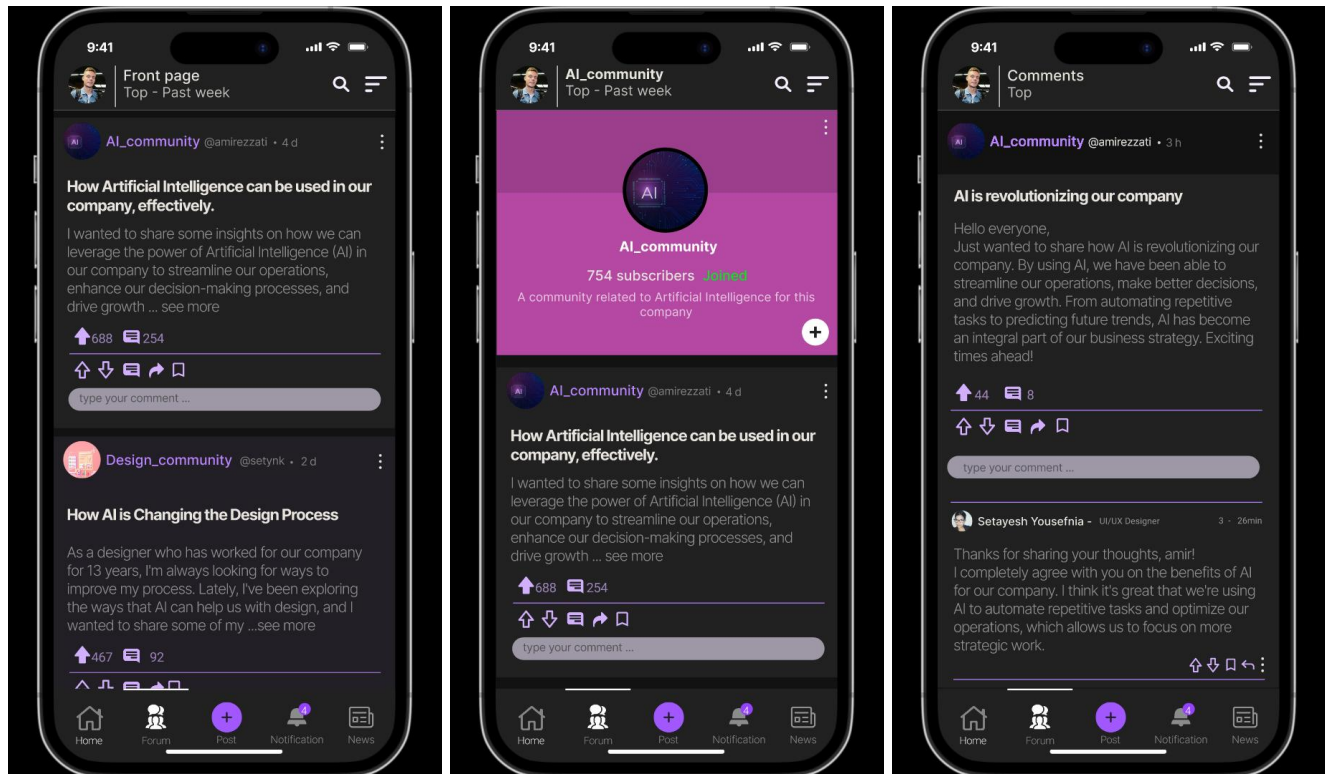 9:41
Front page
Top - Past week
AI
AI_community @amirezzati • 4 d
How Artificial Intelligence can be used in our
company, effectively.
I wanted to share some insights on how we can
leverage the power of Artificial Intelligence (AI) in
our company to streamline our operations,
enhance our decision-making processes, and
drive growth ... see more
688 254
type your comment ...
Design_community @setynk • 2 d
How AI is Changing the Design Process
As a designer who has worked for our company
for 13 years, I'm always looking for ways to
improve my process. Lately, I've been exploring
the ways that AI can help us with design, and I
wanted to share some of my ...see more
467 92
Home Forum Post Notification News
4
9:41
AI_community
Top - Past week
AI
AI_community
754 subscribers Joined
A community related to Artificial Intelligence for this
company
AI
AI_community @amirezzati • 4 d
How Artificial Intelligence can be used in our
company, effectively.
I wanted to share some insights on how we can
leverage the power of Artificial Intelligence (AI) in
our company to streamline our operations,
enhance our decision-making processes, and
drive growth ... see more
688 254
type your comment ...
Home Forum Post Notification News
4
9:41
Comments
Top
AI
AI_community @amirezzati • 3 h
AI is revolutionizing our company
Hello everyone,
Just wanted to share how AI is revolutionizing our
company. By using AI, we have been able to
streamline our operations, make better decisions,
and drive growth. From automating repetitive
tasks to predicting future trends, AI has become
an integral part of our business strategy. Exciting
times ahead!
44 8
type your comment ...
Setayesh Yousefnia - UI/UX Designer 3 · 26min
Thanks for sharing your thoughts, amir!
I completely agree with you on the benefits of AI
for our company. I think it's great that we're using
AI to automate repetitive tasks and optimize our
operations, which allows us to focus on more
strategic work.
Home Forum Post Notification News
4